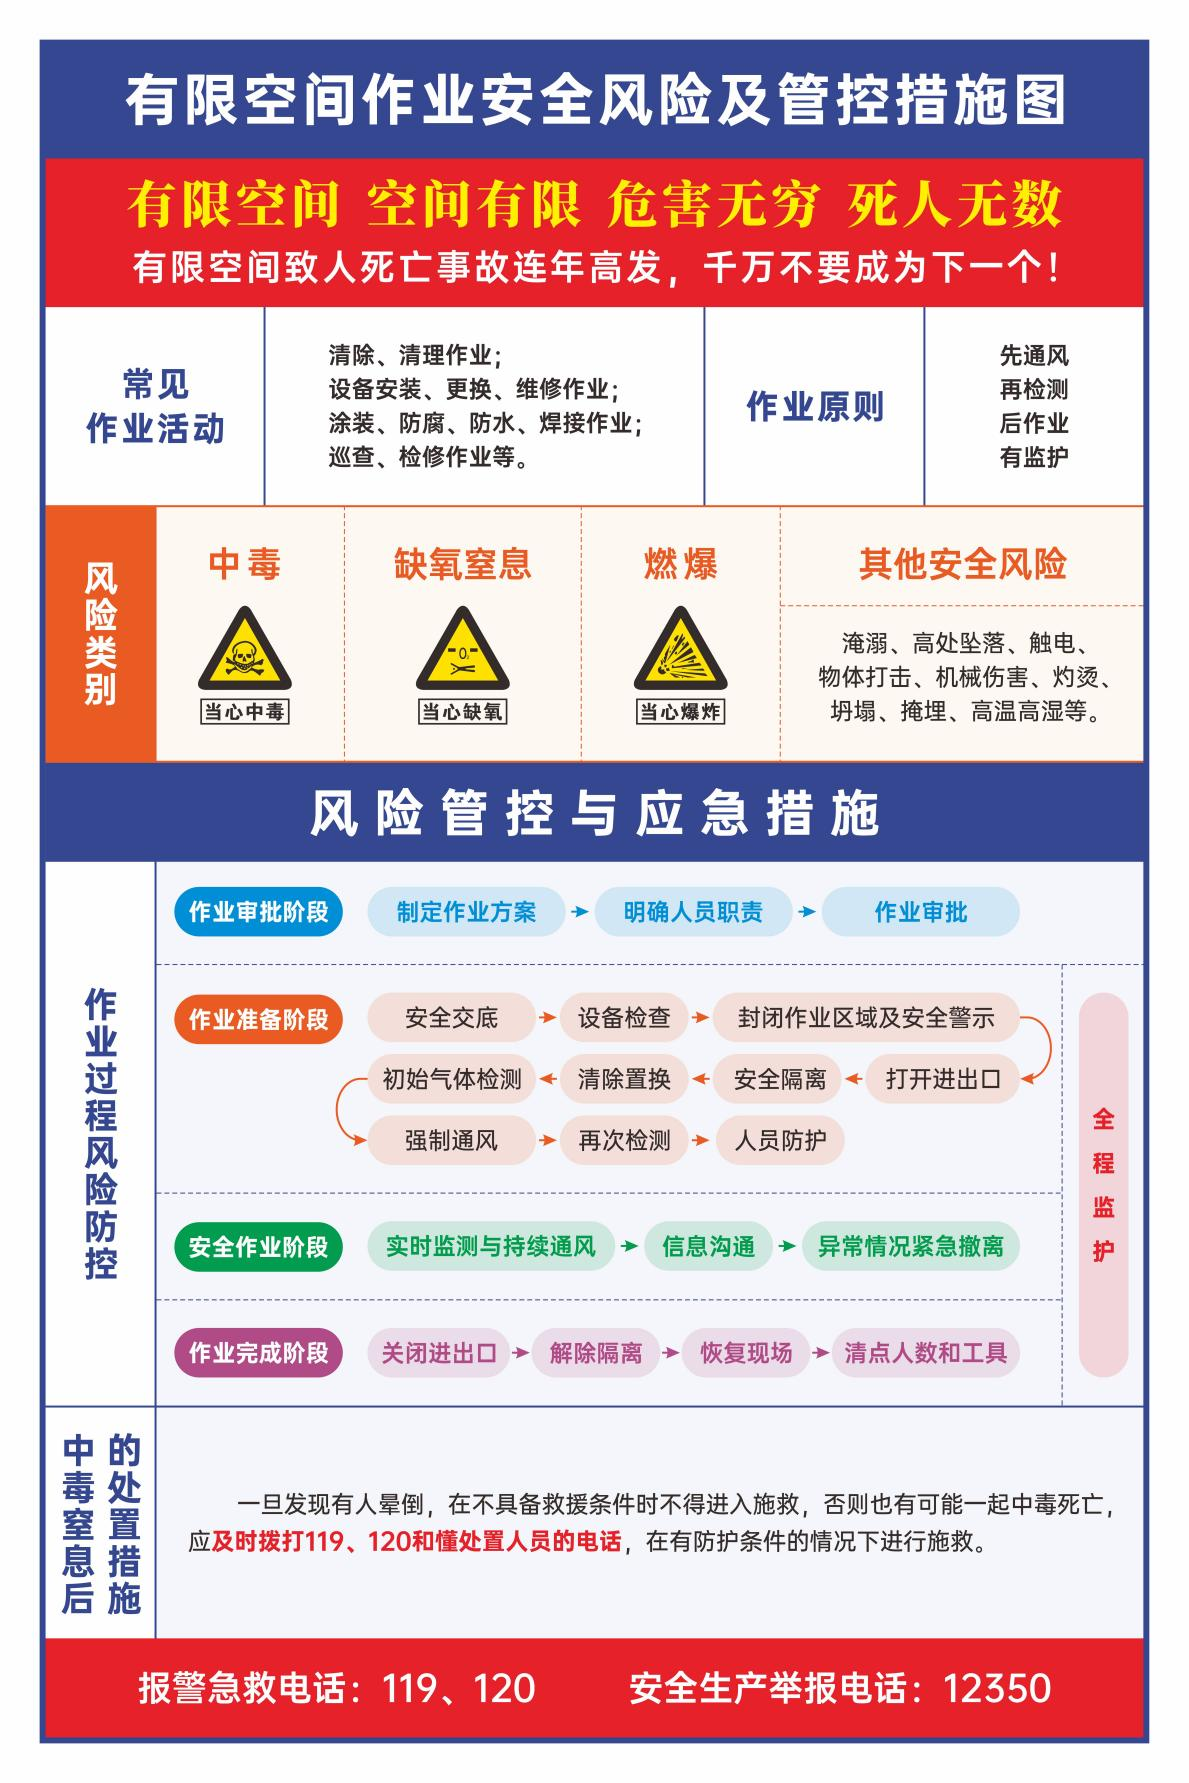 有限空间作业安全风险及管控措施图
有限空间 空间有限 危害无穷 死人无数
有限空间致人死亡事故连年高发，千万不要成为下一个！
常见
作业活动
清除、清理作业；
设备安装、更换、维修作业；
涂装、防腐、防水、焊接作业；
巡查、检修作业等。
作业原则
先通风
再检测
后作业
有监护
风险类别
中毒
当心中毒
缺氧窒息
当心缺氧
燃爆
当心爆炸
其他安全风险
淹溺、高处坠落、触电、
物体打击、机械伤害、灼烫、
坍塌、掩埋、高温高湿等。
风险管控与应急措施
作业过程风险防控
作业审批阶段
制定作业方案
明确人员职责
作业审批
作业准备阶段
安全交底
设备检查
封闭作业区域及安全警示
打开进出口
安全隔离
清除置换
初始气体检测
强制通风
再次检测
人员防护
安全作业阶段
实时监测与持续通风
信息沟通
异常情况紧急撤离
作业完成阶段
关闭进出口
解除隔离
恢复现场
清点人数和工具
全程监护
中毒窒息后
的处置措施
一旦发现有人晕倒，在不具备救援条件时不得进入施救，否则也有可能一起中毒死亡，
应及时拨打119、120和懂处置人员的电话，在有防护条件的情况下进行施救。
报警急救电话：119、120
安全生产举报电话：12350